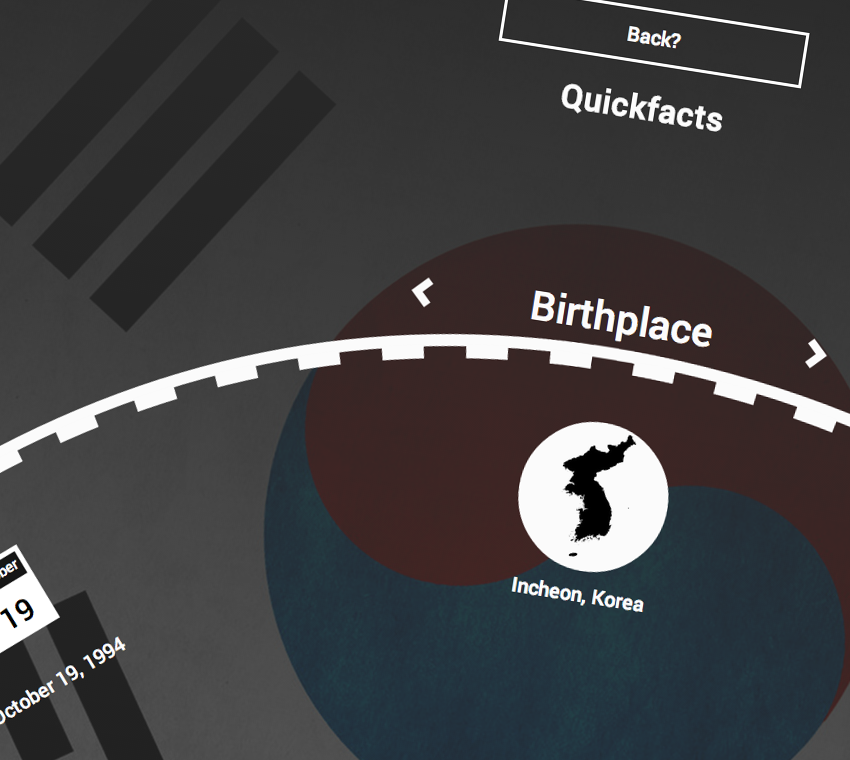 Back?
Quickfacts
Birthplace
Incheon, Korea
19
October 19, 1994